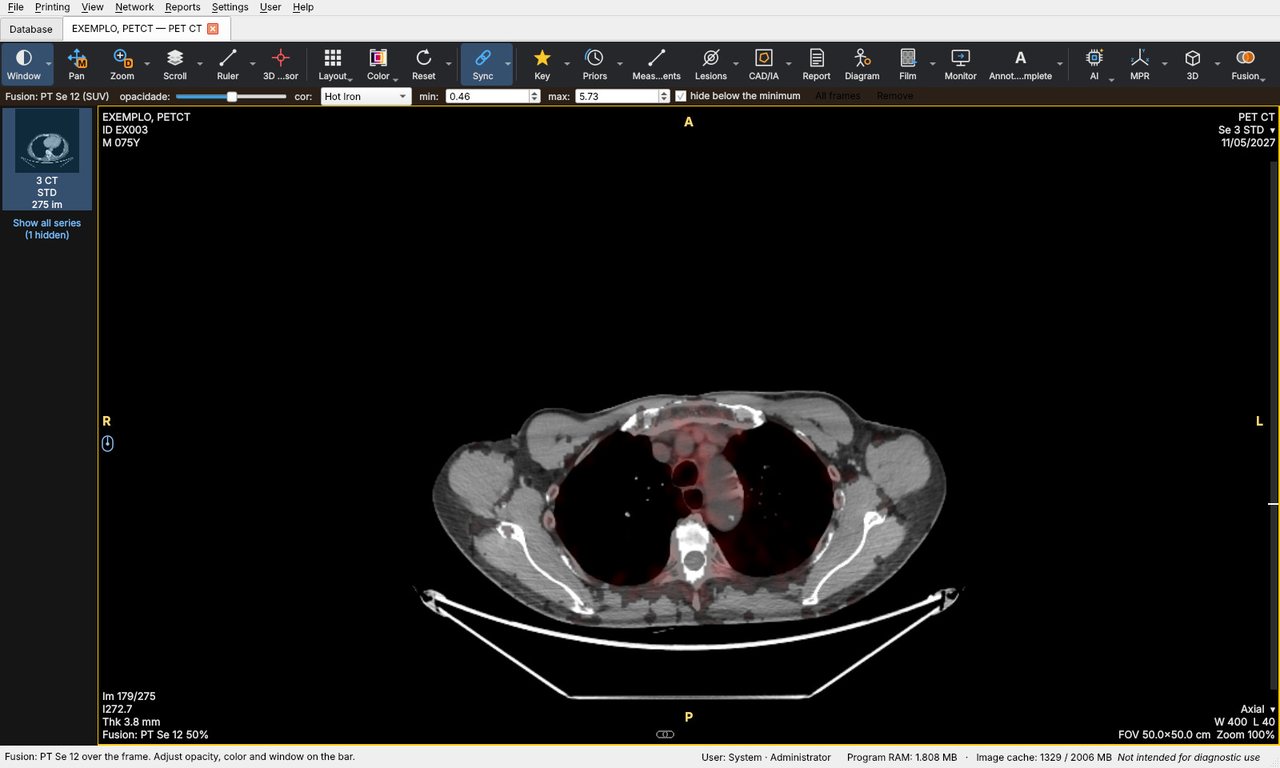 File Printing View Network Reports Settings User Help
Database EXEMPLO, PETCT — PET CT
Window Pan Zoom Scroll Ruler 3D ...sor Layout Color Reset Sync Key Priors Meas...ents Lesions CAD/IA Report Diagram Film Monitor Annot....mplete AI MPR 3D Fusion
Fusion: PT Se 12 (SUV) opacidade: cor: Hot Iron min: 0.46 max: 5.73 hide below the minimum All frames Remove
3 CT
STD
275 im
Show all series
(1 hidden)
EXEMPLO, PETCT
ID EX003
M 075Y
A
PET CT
Se 3 STD
11/05/2027
R
L
Im 179/275
I272.7
Thk 3.8 mm
Fusion: PT Se 12 50%
P
Axial
W 400 L 40
FOV 50.0×50.0 cm Zoom 100%
Fusion: PT Se 12 over the frame. Adjust opacity, color and window on the bar.
User: System · Administrator Program RAM: 1.808 MB · Image cache: 1329 / 2006 MB Not intended for diagnostic use